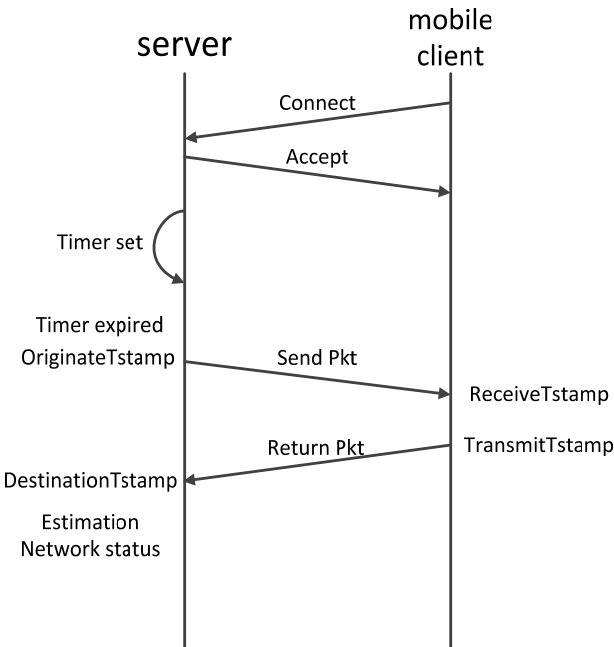 server
mobile
client
Connect
Accept
Timer set
Timer expired
OriginateTstamp
Send Pkt
ReceiveTstamp
Return Pkt
TransmitTstamp
DestinationTstamp
Estimation
Network status